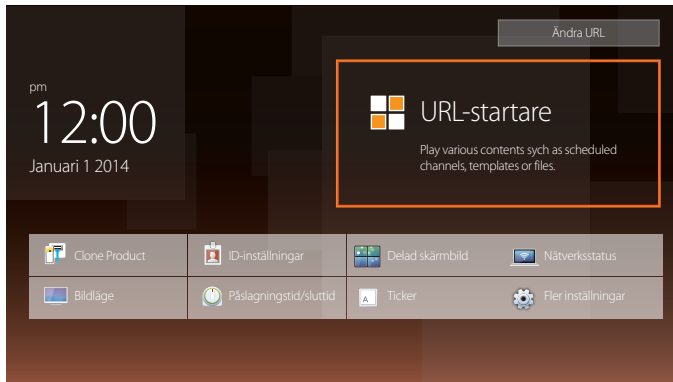 Ändra URL
pm
12:00
Januari 1 2014
URL-startare
Play various contents sych as scheduled
channels, templates or files.
Clone Product
ID-inställningar
Delad skärmbild
Nätverksstatus
Bildläge
Påslagningstid/sluttid
A
Ticker
Fler inställningar